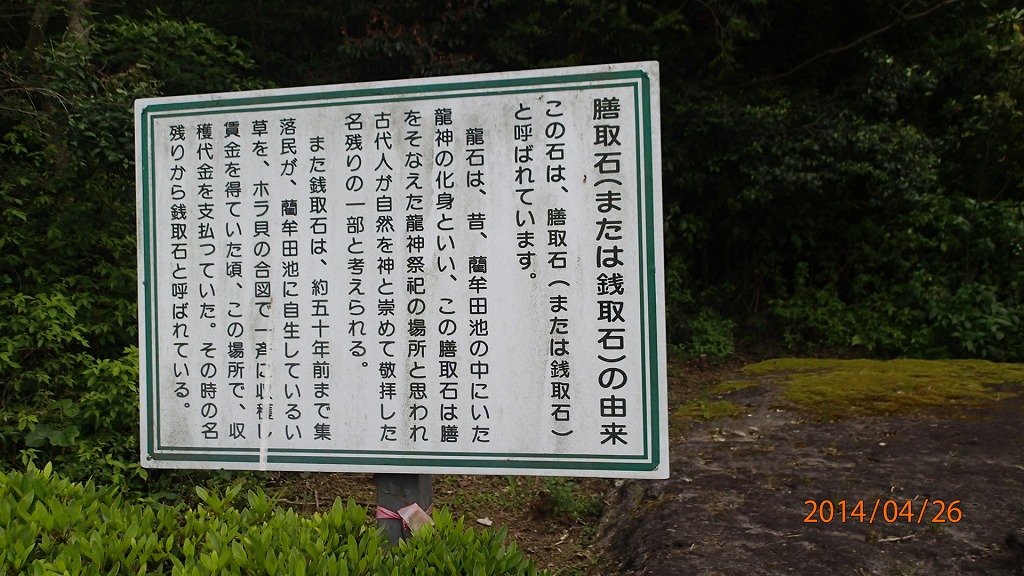 膳取石(または銭取石)の由来
この石は、膳取石(または銭取石)
と呼ばれています。
龍石は、昔、藺牟田池の中にいた
龍神の化身といい、この膳取石は膳
をそなえた龍神祭祀の場所と思われ
古代人が自然を神と崇めて敬拝した
名残りの一部と考えられる。
また銭取石は、約五十年前まで集
落民が、藺牟田池に自生しているい
草を、ホラ貝の合図で一斉に収穫し
賃金を得ていた頃、この場所で、収
穫代金を支払つていた。その時の名
残りから銭取石と呼ばれている。
2014/04/26